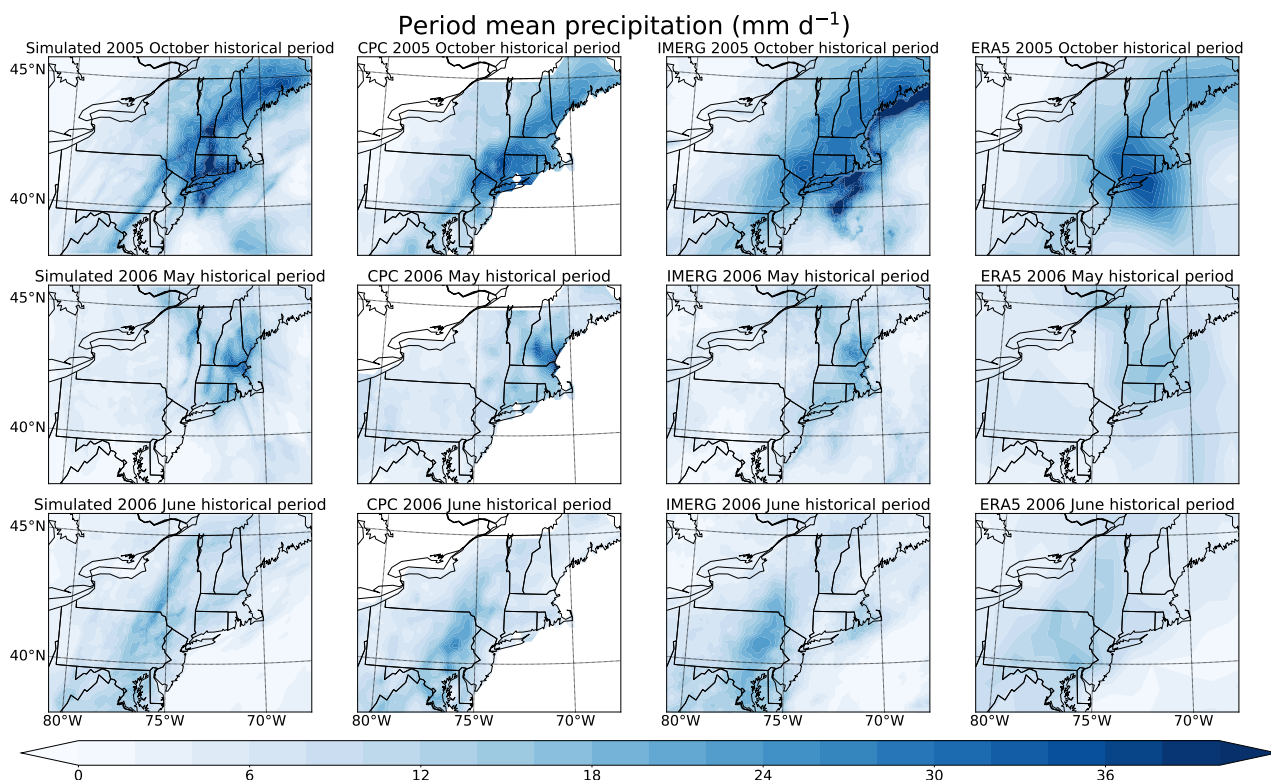 Period mean precipitation (mm d⁻¹)
Simulated 2005 October historical period
CPC 2005 October historical period
IMERG 2005 October historical period
ERA5 2005 October historical period
45°N
40°N
Simulated 2006 May historical period
CPC 2006 May historical period
IMERG 2006 May historical period
ERA5 2006 May historical period
45°N
40°N
Simulated 2006 June historical period
CPC 2006 June historical period
IMERG 2006 June historical period
ERA5 2006 June historical period
45°N
40°N
80°W 75°W 70°W 80°W 75°W 70°W 80°W 75°W 70°W 80°W 75°W 70°W
0 6 12 18 24 30 36